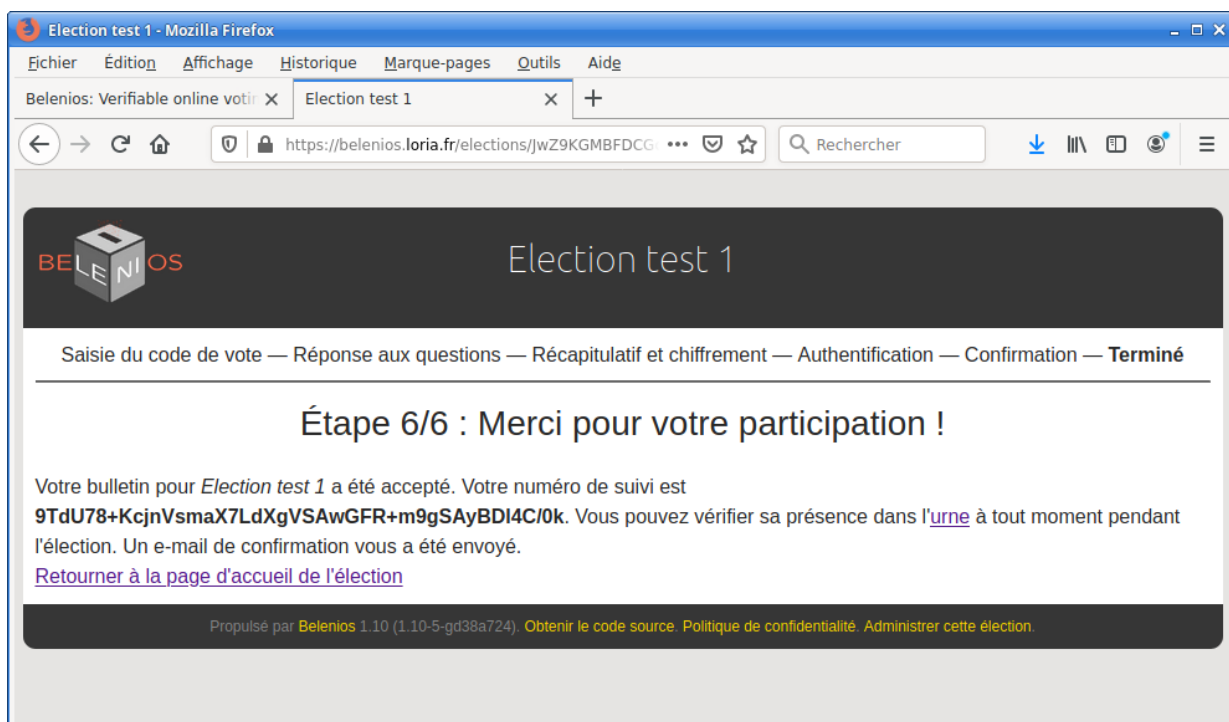 Election test 1 - Mozilla Firefox
Fichier Édition Affichage Historique Marque-pages Outils Aide
Belenios: Verifiable online votin Election test 1
https://belenios.loria.fr/elections/JwZ9KGMBFDCG Rechercher
BELENIOS Election test 1
Saisie du code de vote — Réponse aux questions — Récapitulatif et chiffrement — Authentification — Confirmation — Terminé
Étape 6/6 : Merci pour votre participation !
Votre bulletin pour Election test 1 a été accepté. Votre numéro de suivi est
9TdU78+KcjnVsmaX7LdXgVSAwGFR+m9gSAyBDI4C/0k. Vous pouvez vérifier sa présence dans l'urne à tout moment pendant
l'élection. Un e-mail de confirmation vous a été envoyé.
Retourner à la page d'accueil de l'élection
Propulsé par Belenios 1.10 (1.10-5-gd38a724). Obtenir le code source. Politique de confidentialité. Administrer cette élection.